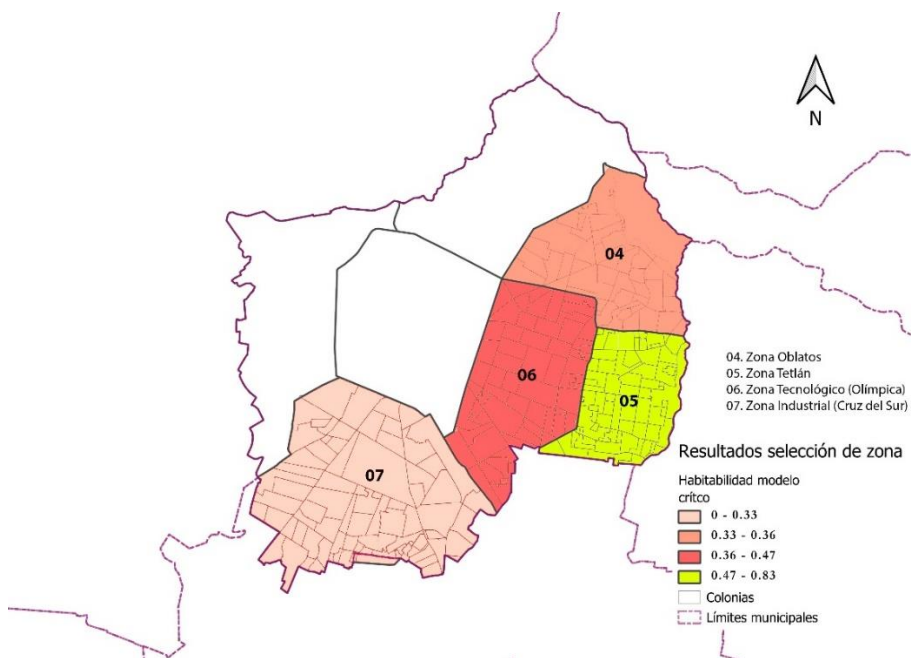 N
04
06
05
07
04. Zona Oblatos
05. Zona Tetlán
06. Zona Tecnológico (Olímpica)
07. Zona Industrial (Cruz del Sur)
Resultados selección de zona
Habitabilidad modelo
crítco
0 - 0.33
0.33 - 0.36
0.36 - 0.47
0.47 - 0.83
Colonias
Límites municipales